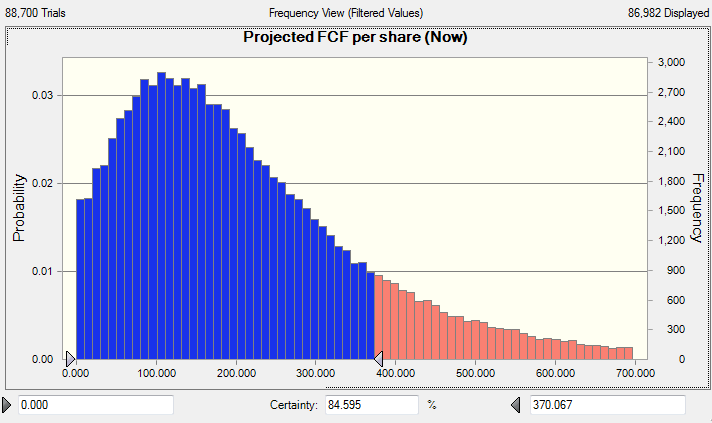 88,700 Trials Frequency View (Filtered Values) 86,982 Displayed
Projected FCF per share (Now)
Probability
0.03
0.02
0.01
0.00
3,000
2,700
2,400
2,100
1,800
1,500
1,200
900
600
300
0
Frequency
0.000 100.000 200.000 300.000 400.000 500.000 600.000 700.000
0.000 Certainty: 84.595 % 370.067